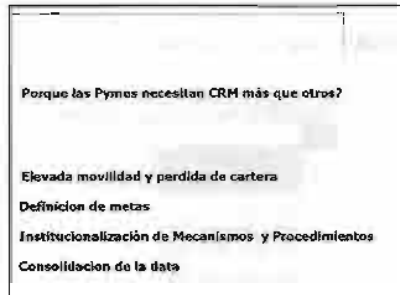 Porque las Pymes necesitan CRM más que otros?
Elevada movilidad y perdida de cartera
Definicion de metas
Institucionalización de Mecanismos y Procedimientos
Consolidacion de la data